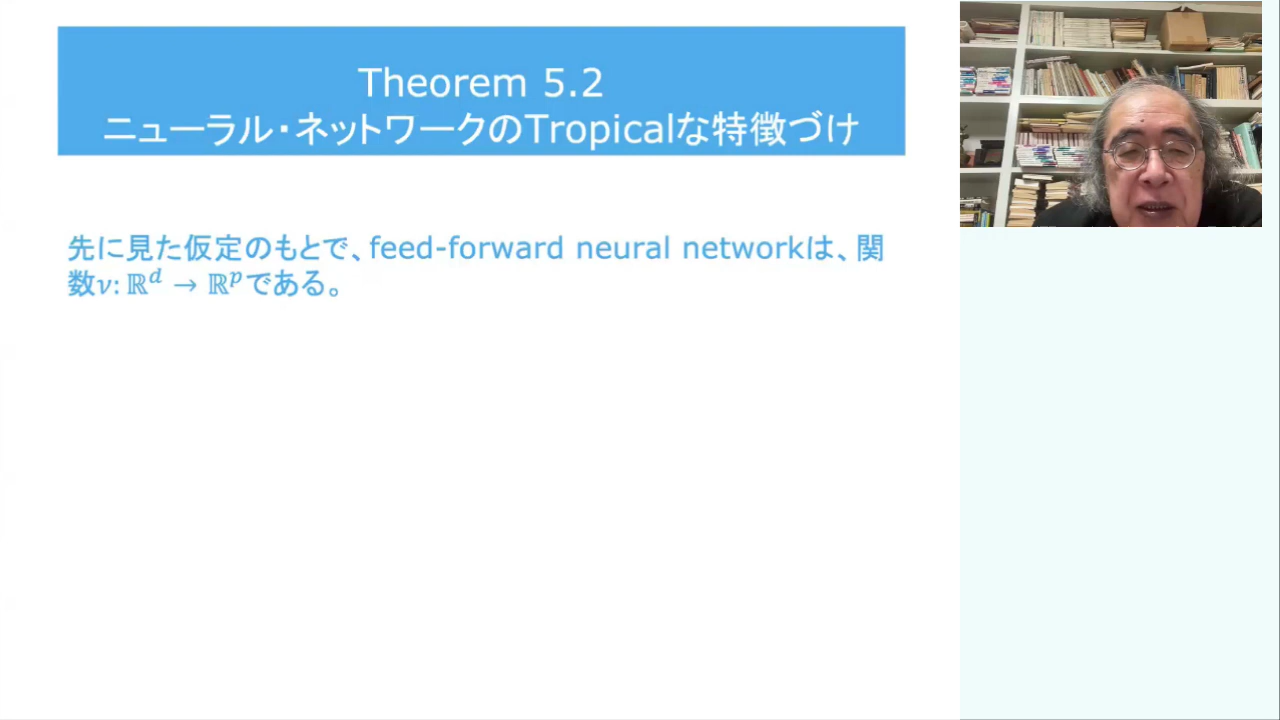 Theorem 5.2
ニューラル・ネットワークのTropicalな特徴づけ
先に見た仮定のもとで、feed-forward neural networkは、関
数ν: ℝᵈ → ℝᵖである。